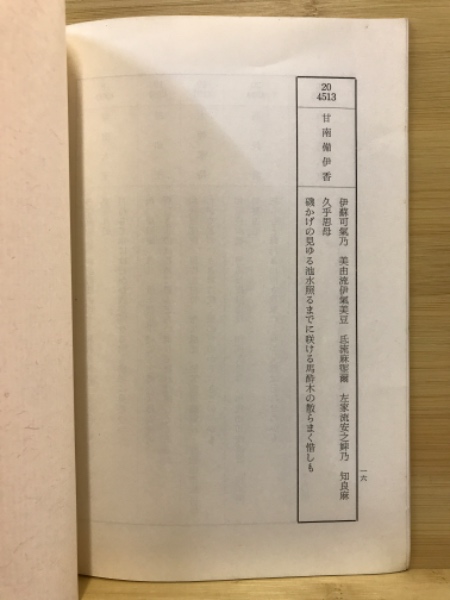 20
4513
甘南備伊香
伊蘇可氣乃 美由流伊氣美豆 氐流麻埿爾 左家流安之婢乃 知良麻
久乎思母
磯かげの見ゆる池水照るまでに咲ける馬酔木の散らまく惜しも
一六